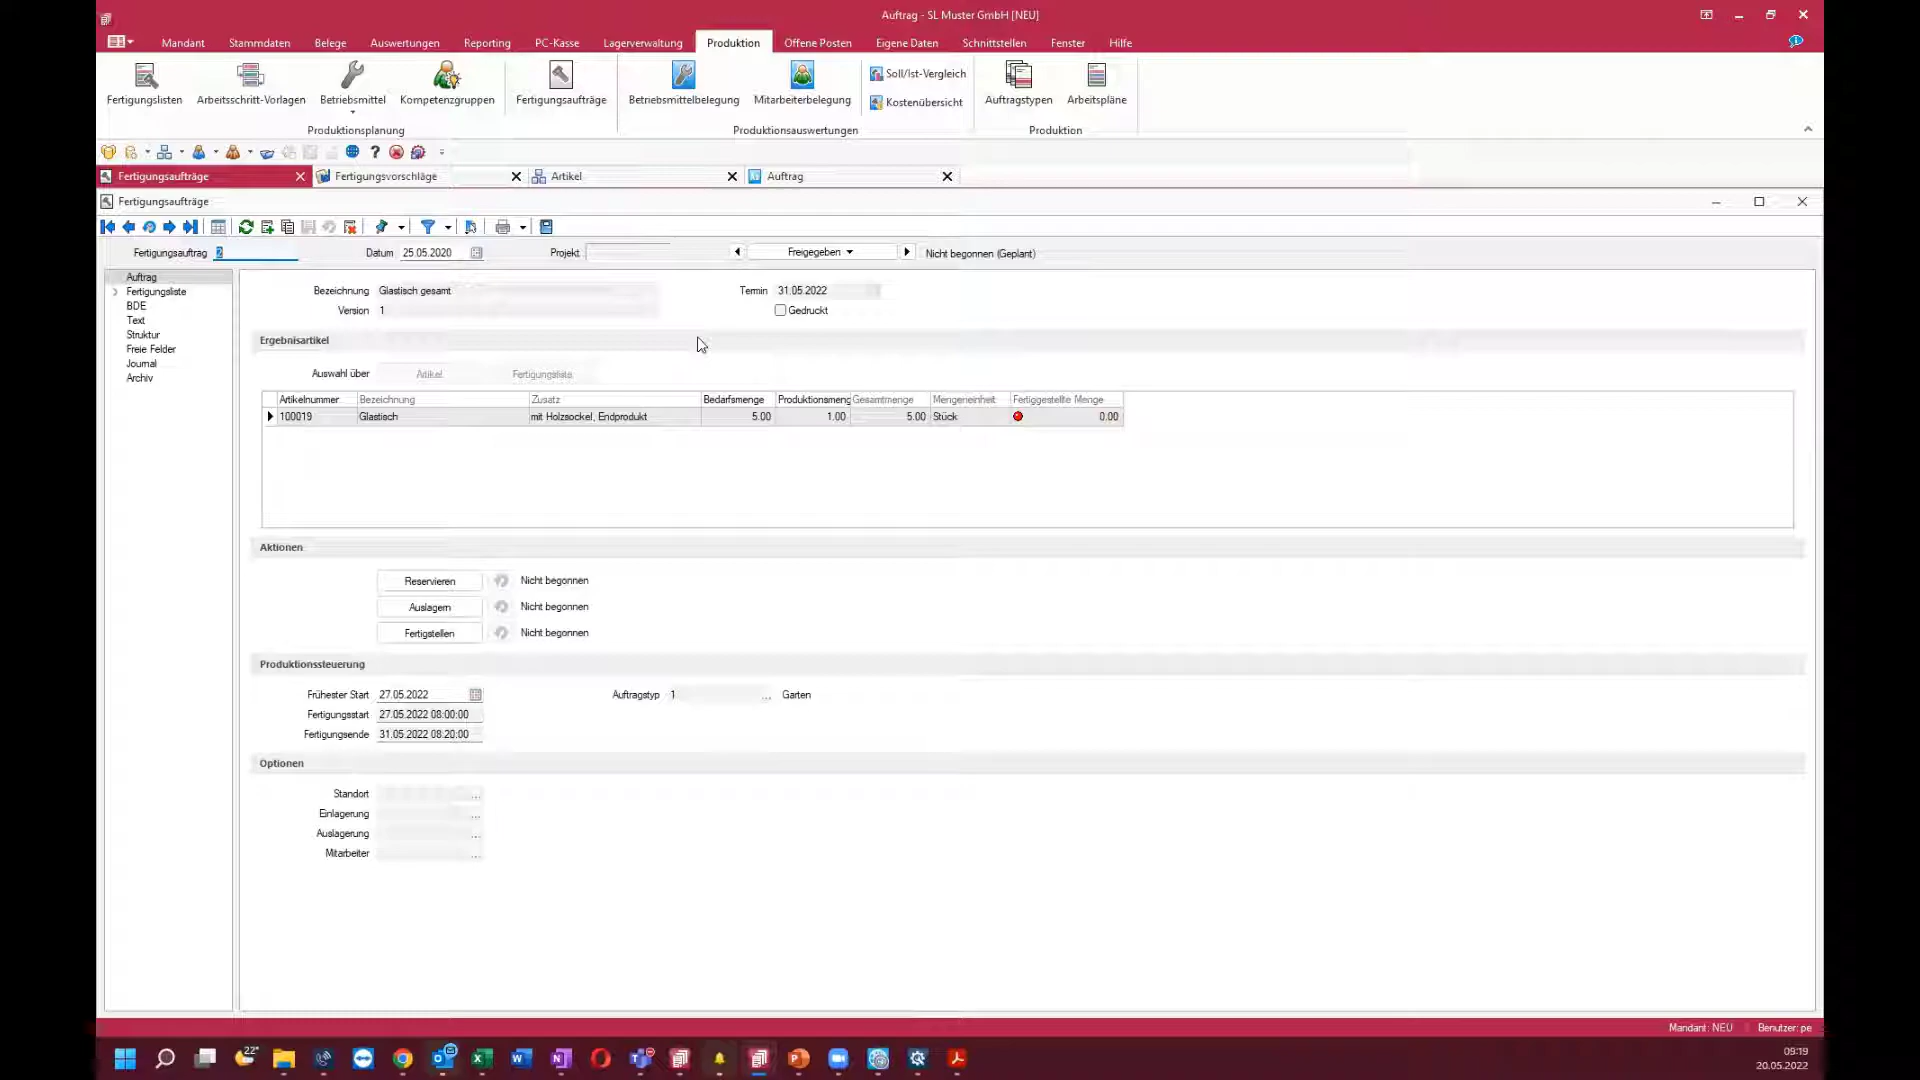 Auftrag - SL Muster GmbH [NEU]
Mandant Stammdaten Belege Auswertungen Reporting PC-Kasse Lagerverwaltung Produktion Offene Posten Eigene Daten Schnittstellen Fenster Hilfe
Soll/Ist-Vergleich
Fertigungslisten Arbeitsschritt-Vorlagen Betriebsmittel Kompetenzgruppen Fertigungsaufträge Betriebsmittelbelegung Mitarbeiterbelegung Kostenübersicht Auftragstypen Arbeitspläne
Produktionsplanung Produktionsauswertungen Produktion
Fertigungsaufträge Fertigungsvorschläge Artikel Auftrag
Fertigungsaufträge
Fertigungsauftrag 2 Datum 25.05.2020 Projekt Freigegeben Nicht begonnen (Geplant)
Auftrag
Fertigungsliste
BDE
Text
Struktur
Freie Felder
Journal
Archiv
Bezeichnung Glastisch gesamt Termin 31.05.2022
Version 1 Gedruckt
Ergebnisartikel
Auswahl über Artikel Fertigungsliste
Artikelnummer Bezeichnung Zusatz Bedarfsmenge Produktionsmeng Gesamtmenge Mengeneinheit Fertiggestellte Menge
100019 Glastisch mit Holzsockel, Endprodukt 5.00 1.00 5.00 Stück 0.00
Aktionen
Reservieren Nicht begonnen
Auslagern Nicht begonnen
Fertigstellen Nicht begonnen
Produktionssteuerung
Frühester Start 27.05.2022 Auftragstyp 1 ... Garten
Fertigungsstart 27.05.2022 08:00:00
Fertigungsende 31.05.2022 08:20:00
Optionen
Standort ...
Einlagerung ...
Auslagerung ...
Mitarbeiter ...
Mandant: NEU Benutzer: pe
22°
09:19
20.05.2022